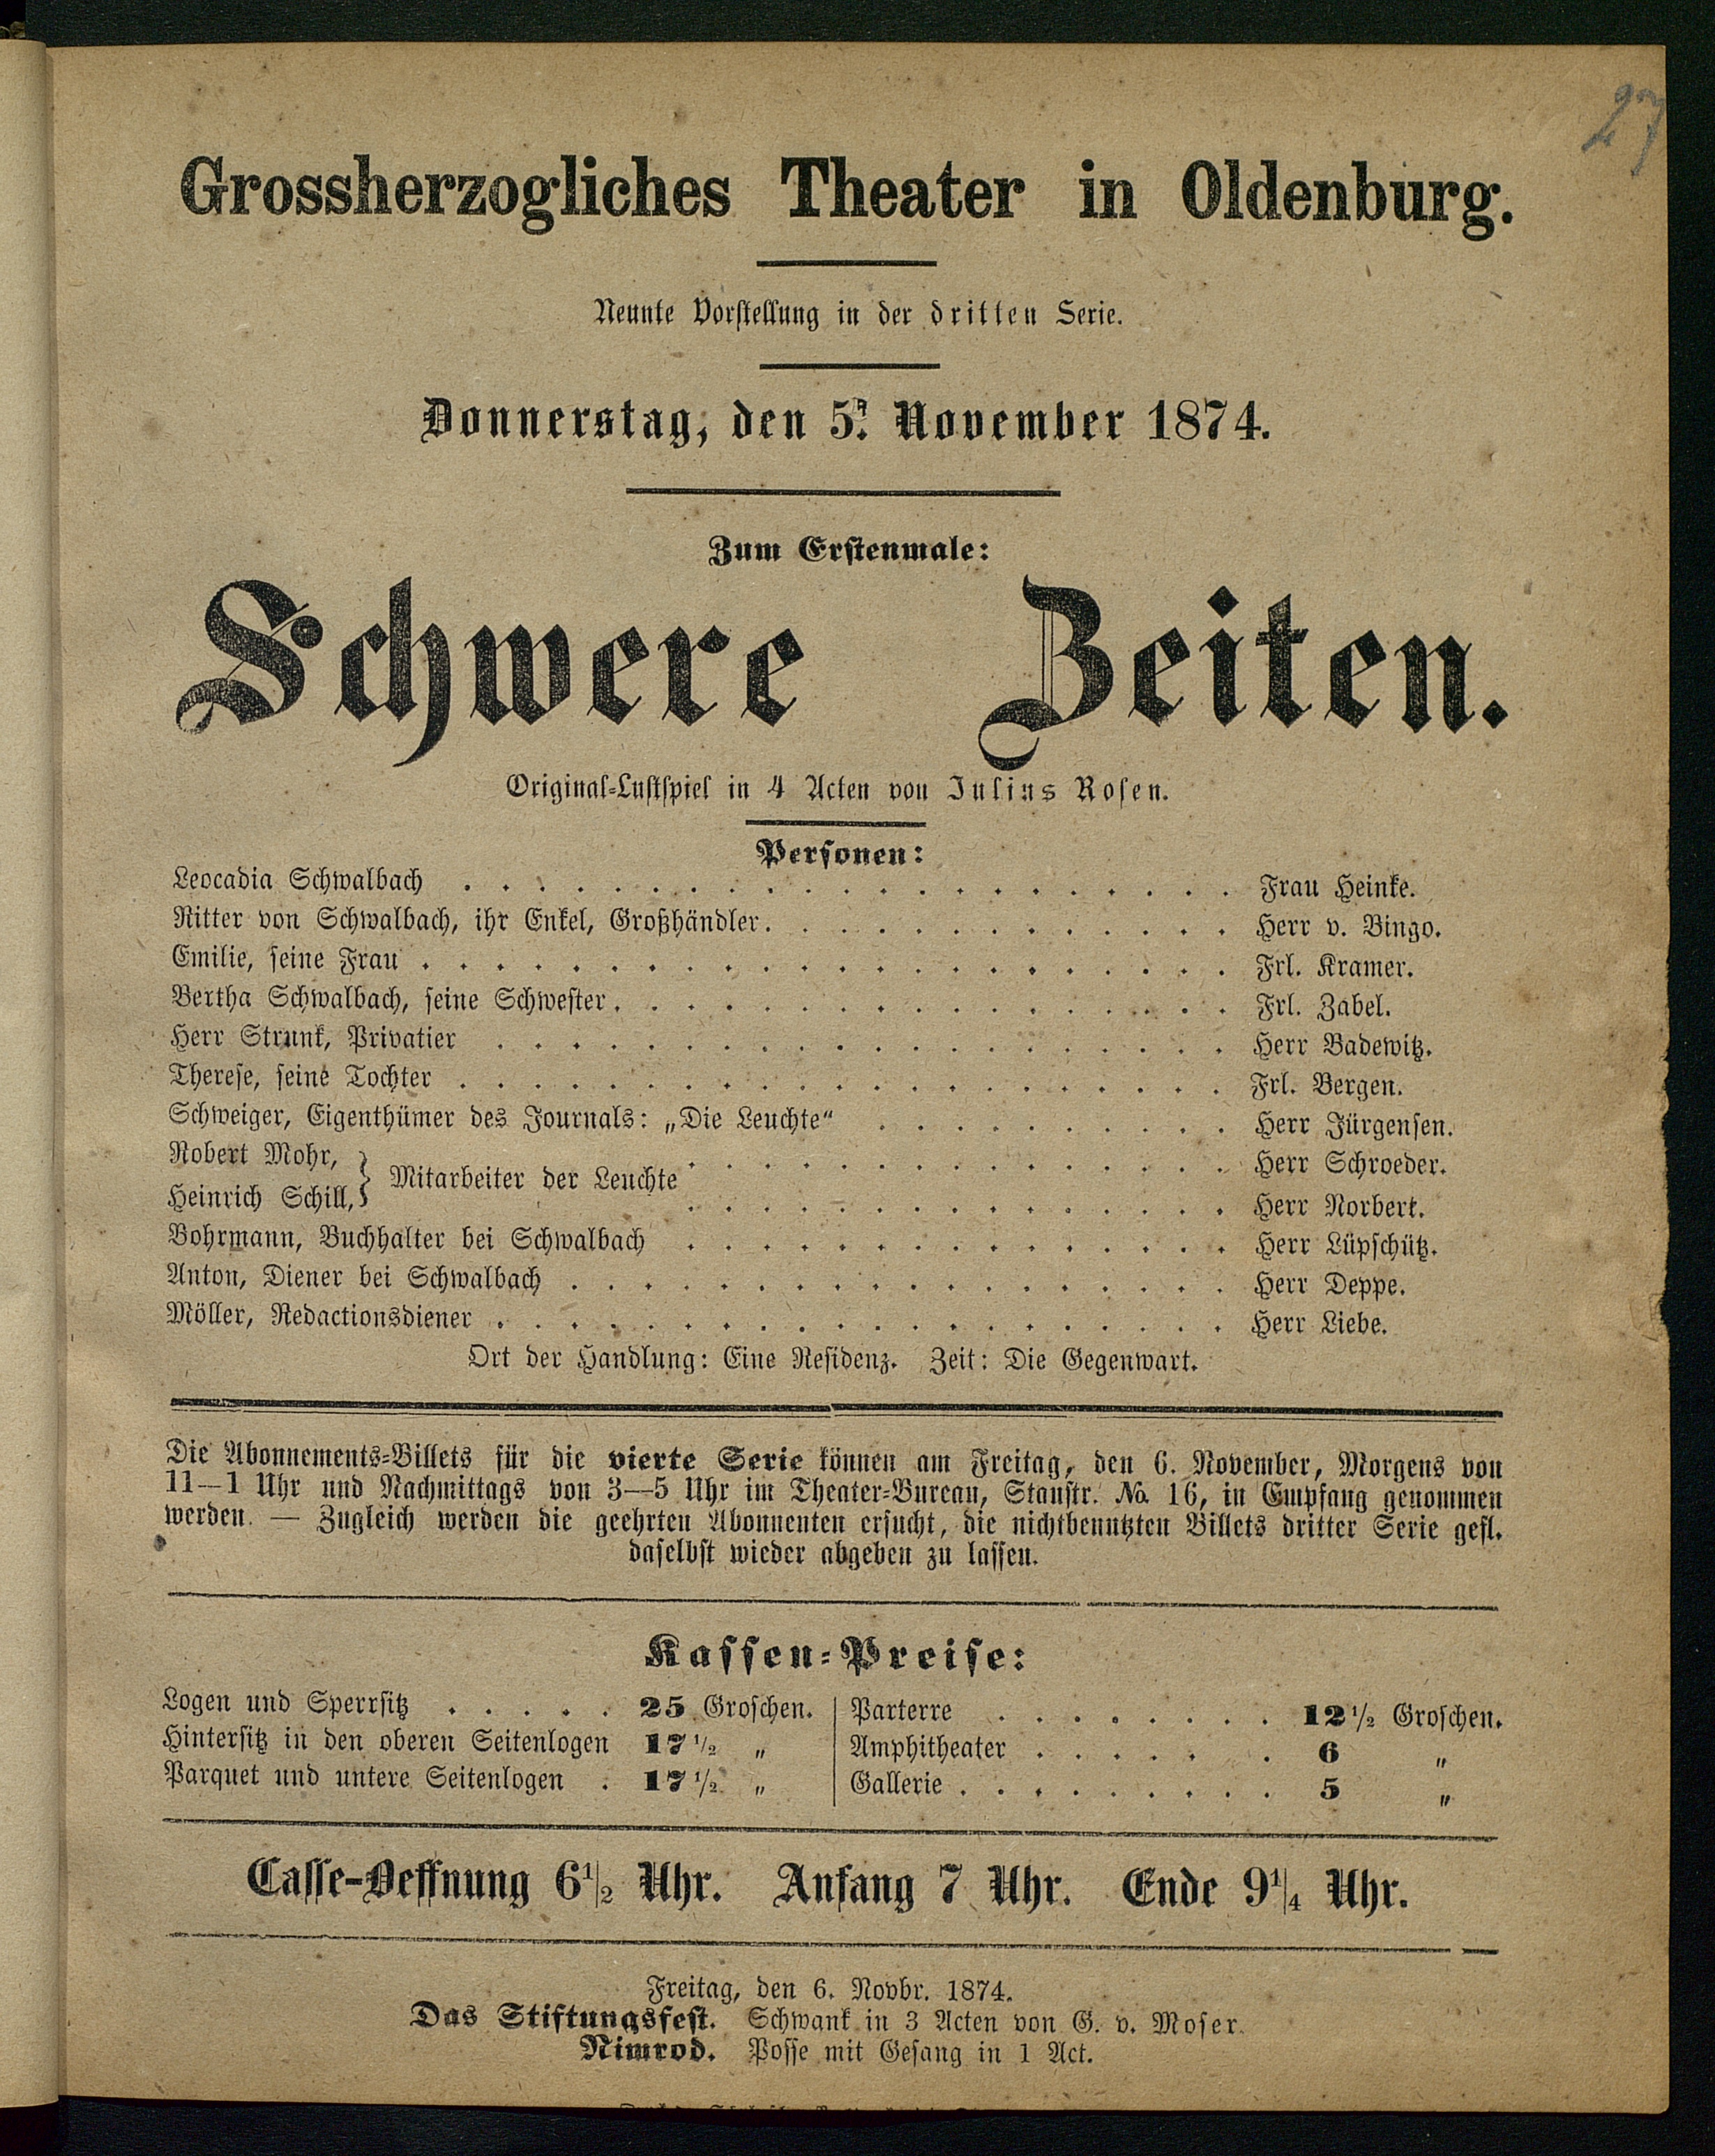 27
Grossherzogliches Theater in Oldenburg.
Neunte Vorstellung in der dritten Serie.
Donnerstag, den 5. November 1874.
Zum Erstenmale:
Schwere Zeiten.
Original-Lustspiel in 4 Acten von Julius Rosen.
Personen:
Leocadia Schwalbach . . . . . Frau Heinke.
Ritter von Schwalbach, ihr Enkel, Großhändler. . . . . Herr v. Bingo.
Emilie, seine Frau . . . . . Frl. Kramer.
Bertha Schwalbach, seine Schwester. . . . . Frl. Zabel.
Herr Strunk, Privatier . . . . . Herr Badewitz.
Therese, seine Tochter . . . . . Frl. Bergen.
Schweiger, Eigenthümer des Journals: „Die Leuchte“ . . . . . Herr Jürgensen.
Robert Mohr, } Mitarbeiter der Leuchte . . . . . Herr Schroeder.
Heinrich Schill, } . . . . . Herr Norbert.
Bohrmann, Buchhalter bei Schwalbach . . . . . Herr Lüpschütz.
Anton, Diener bei Schwalbach . . . . . Herr Deppe.
Möller, Redactionsdiener . . . . . Herr Liebe.
Ort der Handlung: Eine Residenz. Zeit: Die Gegenwart.
Die Abonnements-Billets für die vierte Serie können am Freitag, den 6. November, Morgens von
11—1 Uhr und Nachmittags von 3—5 Uhr im Theater-Bureau, Staustr. No. 16, in Empfang genommen
werden. — Zugleich werden die geehrten Abonnenten ersucht, die nichtbenutzten Billets dritter Serie gefl.
daselbst wieder abgeben zu lassen.
Kassen-Preise:
Logen und Sperrsitz . . . . . 25 Groschen. | Parterre . . . . . 12 1/2 Groschen.
Hintersitz in den oberen Seitenlogen 17 1/2 „ | Amphitheater . . . . . 6 „
Parquet und untere Seitenlogen . 17 1/2 „ | Gallerie . . . . . 5 „
Casse-Oeffnung 6 1/2 Uhr. Anfang 7 Uhr. Ende 9 1/4 Uhr.
Freitag, den 6. Novbr. 1874.
Das Stiftungsfest. Schwank in 3 Acten von G. v. Moser.
Nimrod. Posse mit Gesang in 1 Act.